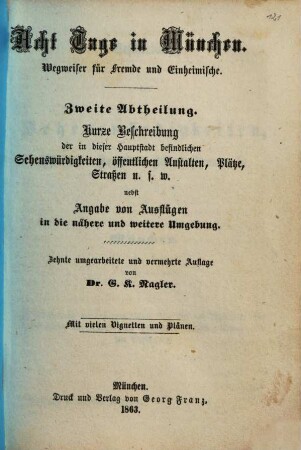 Acht Tage in München.
Wegweiser für Fremde und Einheimische.
Zweite Abtheilung.
Kurze Beschreibung
der in dieser Hauptstadt befindlichen
Sehenswürdigkeiten, öffentlichen Anstalten, Plätze,
Straßen u. s. w.
nebst
Angabe von Ausflügen
in die nähere und weitere Umgebung.
Zehnte umgearbeitete und vermehrte Auflage
von
Dr. G. K. Nagler.
Mit vielen Vignetten und Plänen.
München.
Druck und Verlag von Georg Franz.
1863.